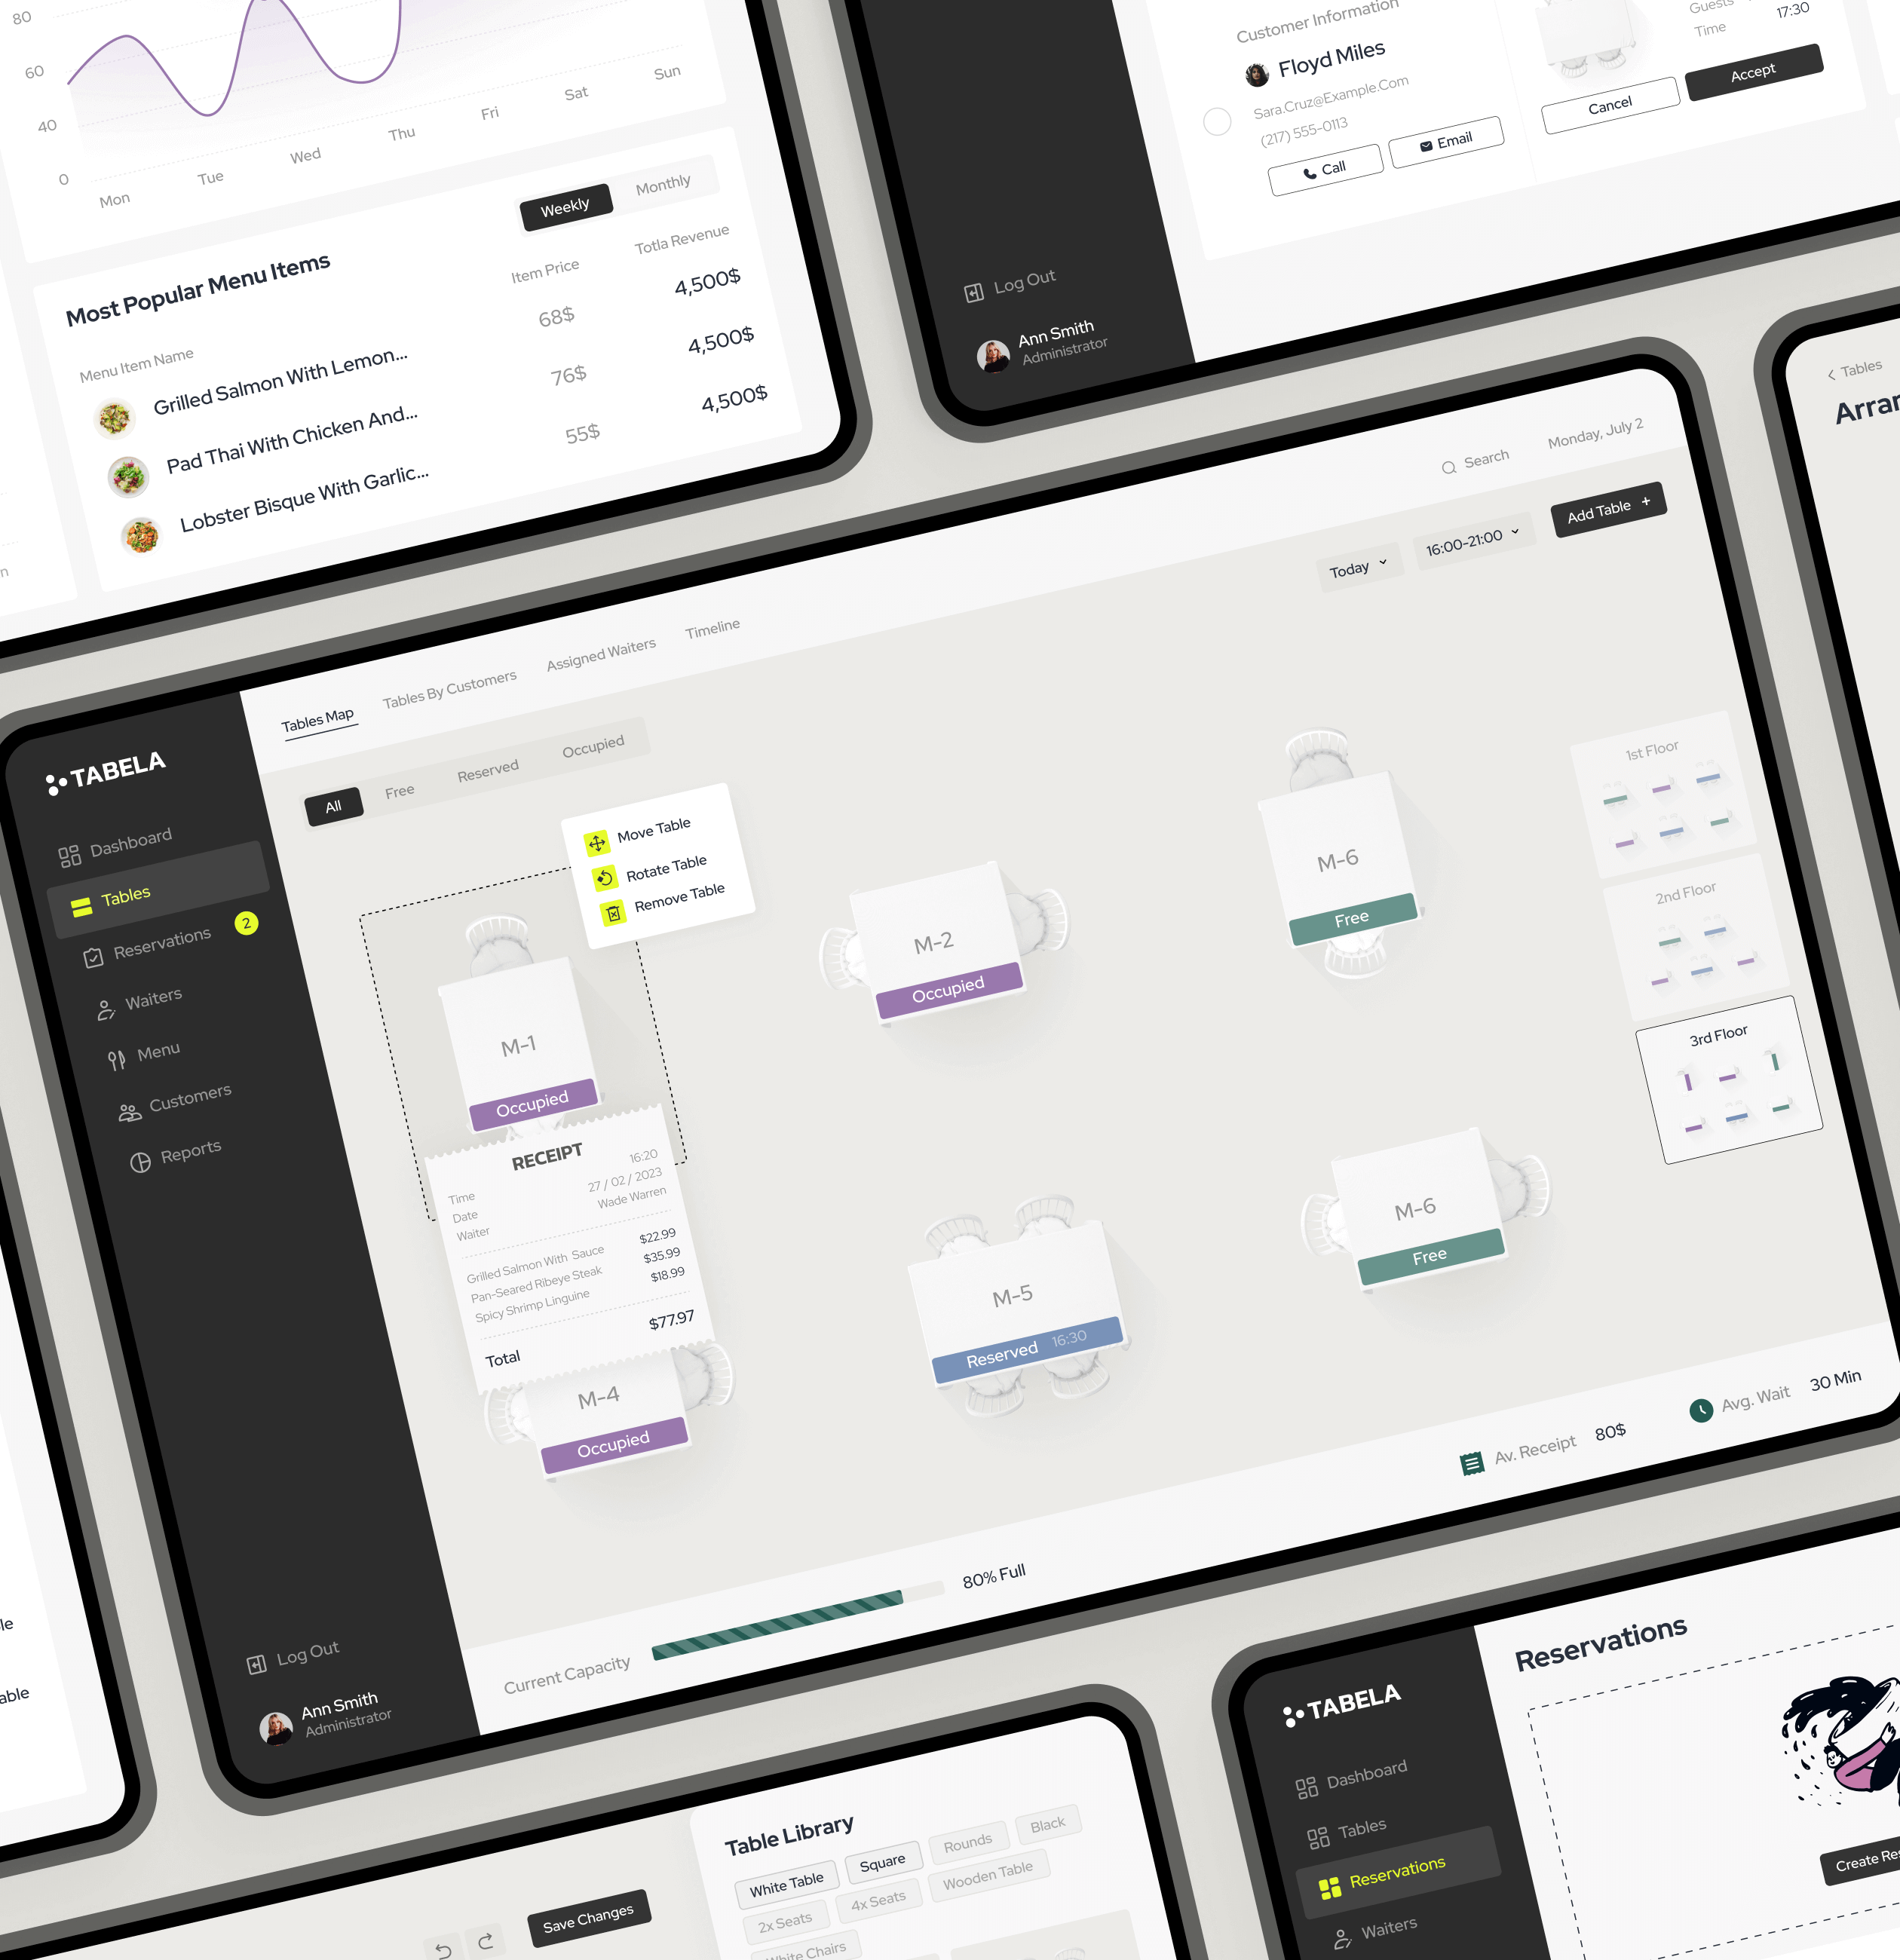 80
60
40
0
Mon
Tue
Wed
Thu
Fri
Sat
Sun
Most Popular Menu Items
Weekly
Monthly
Menu Item Name
Item Price
Totla Revenue
Grilled Salmon With Lemon...
68$
4,500$
Pad Thai With Chicken And...
76$
4,500$
Lobster Bisque With Garlic...
55$
4,500$
Log Out
Ann Smith
Administrator
Customer Information
Floyd Miles
Sara.Cruz@Example.Com
(217) 555-0113
Call
Email
Guests
Time
17:30
Cancel
Accept
Tables
TABELA
Dashboard
Tables
Reservations
2
Waiters
Menu
Customers
Reports
Log Out
Ann Smith
Administrator
Tables Map
Tables By Customers
Assigned Waiters
Timeline
Search
Monday, July 2
All
Free
Reserved
Occupied
Today
16:00-21:00
Add Table +
Move Table
Rotate Table
Remove Table
M-1
Occupied
M-2
Occupied
M-6
Free
1st Floor
2nd Floor
3rd Floor
RECEIPT
Time
16:20
Date
27 / 02 / 2023
Waiter
Wade Warren
Grilled Salmon With Sauce
$22.99
Pan-Seared Ribeye Steak
$35.99
Spicy Shrimp Linguine
$18.99
Total
$77.97
M-4
Occupied
M-5
Reserved 16:30
M-6
Free
Current Capacity
80% Full
Av. Receipt
80$
Avg. Wait
30 Min
Save Changes
Table Library
White Table
Square
Rounds
Black
2x Seats
4x Seats
Wooden Table
White Chairs
TABELA
Dashboard
Tables
Reservations
Waiters
Reservations
Create